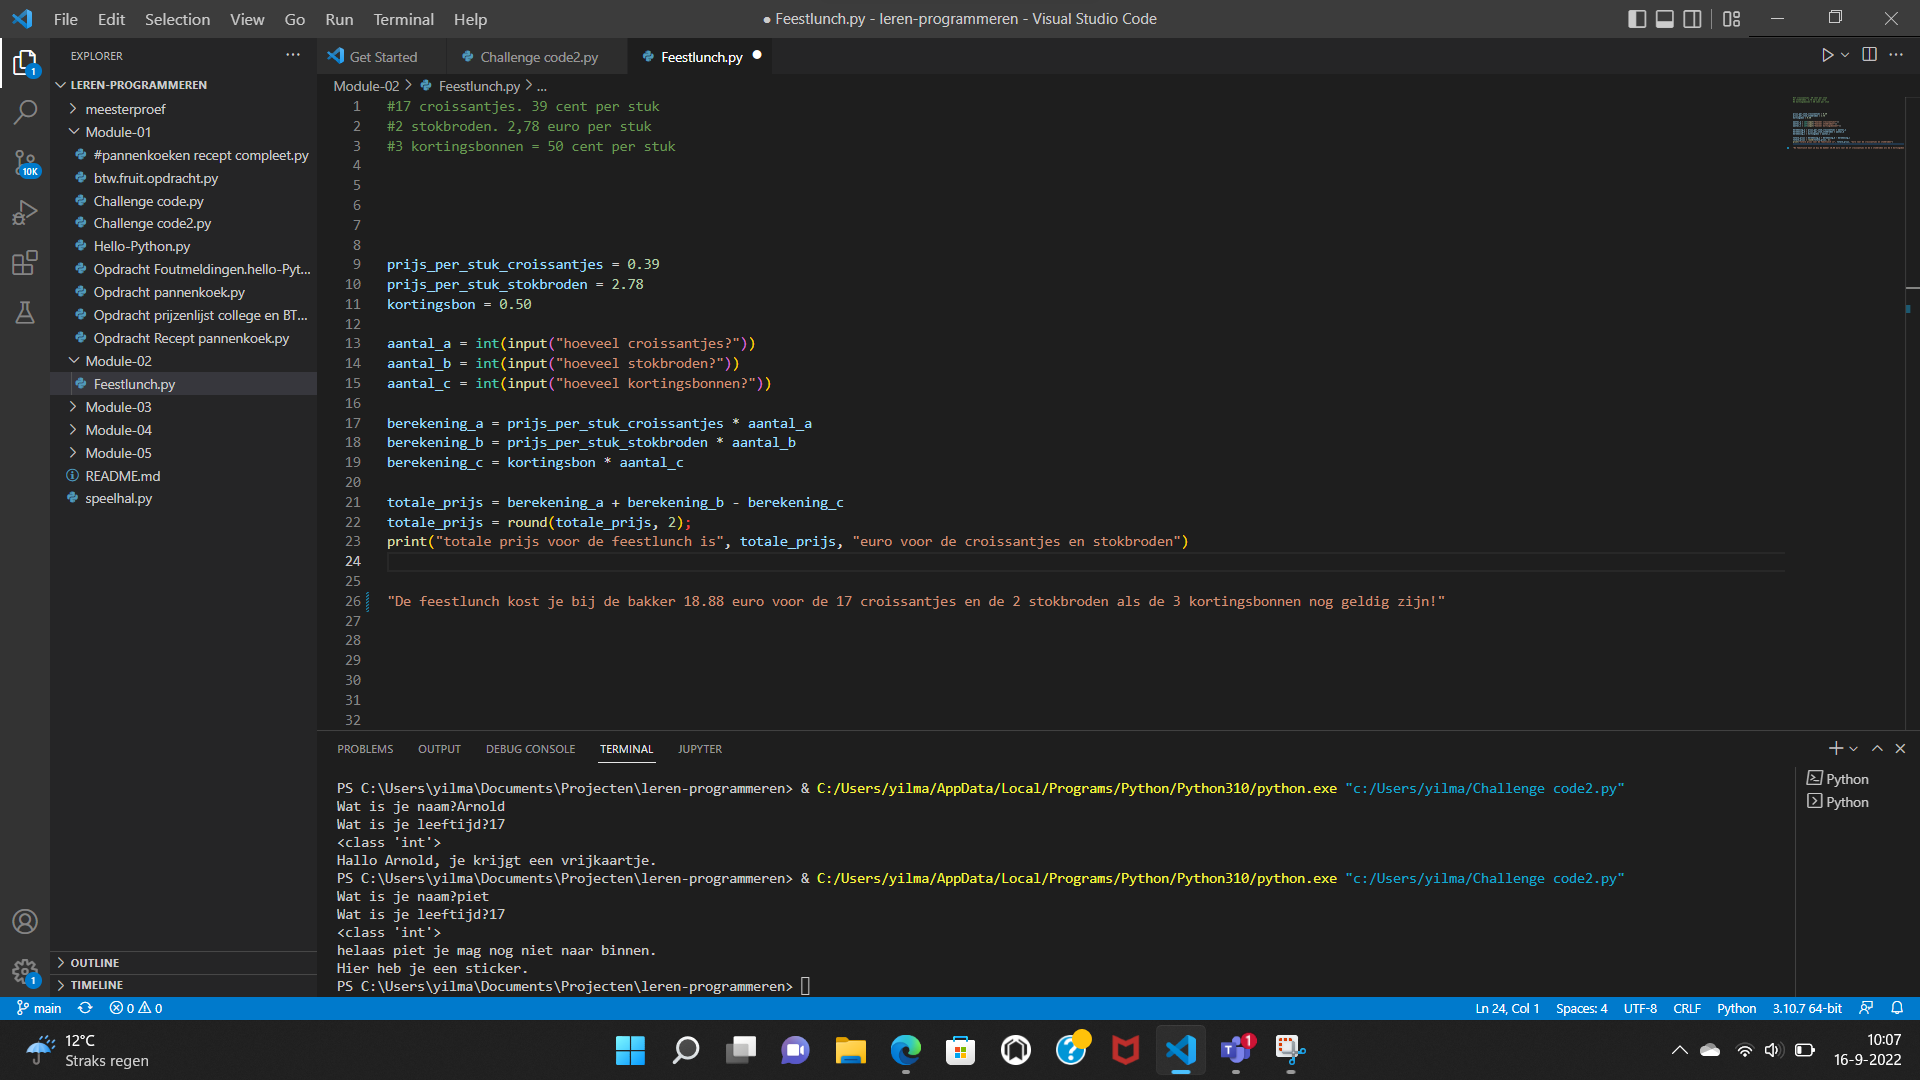 File Edit Selection View Go Run Terminal Help
● Feestlunch.py - leren-programmeren - Visual Studio Code
EXPLORER
Get Started
Challenge code2.py
Feestlunch.py
LEREN-PROGRAMMEREN
meesterproef
Module-01
#pannenkoeken recept compleet.py
btw.fruit.opdracht.py
Challenge code.py
Challenge code2.py
Hello-Python.py
Opdracht Foutmeldingen.hello-Pyt...
Opdracht pannenkoek.py
Opdracht prijzenlijst college en BT...
Opdracht Recept pannenkoek.py
Module-02
Feestlunch.py
Module-03
Module-04
Module-05
README.md
speelhal.py
OUTLINE
TIMELINE
1
10K
1
Module-02 > Feestlunch.py > ...
1 #17 croissantjes. 39 cent per stuk
2 #2 stokbroden. 2,78 euro per stuk
3 #3 kortingsbonnen = 50 cent per stuk
4
5
6
7
8
9 prijs_per_stuk_croissantjes = 0.39
10 prijs_per_stuk_stokbroden = 2.78
11 kortingsbon = 0.50
12
13 aantal_a = int(input("hoeveel croissantjes?"))
14 aantal_b = int(input("hoeveel stokbroden?"))
15 aantal_c = int(input("hoeveel kortingsbonnen?"))
16
17 berekening_a = prijs_per_stuk_croissantjes * aantal_a
18 berekening_b = prijs_per_stuk_stokbroden * aantal_b
19 berekening_c = kortingsbon * aantal_c
20
21 totale_prijs = berekening_a + berekening_b - berekening_c
22 totale_prijs = round(totale_prijs, 2);
23 print("totale prijs voor de feestlunch is", totale_prijs, "euro voor de croissantjes en stokbroden")
24
25
26 "De feestlunch kost je bij de bakker 18.88 euro voor de 17 croissantjes en de 2 stokbroden als de 3 kortingsbonnen nog geldig zijn!"
27
28
29
30
31
32
PROBLEMS OUTPUT DEBUG CONSOLE TERMINAL JUPYTER
PS C:\Users\yilma\Documents\Projecten\leren-programmeren> & C:/Users/yilma/AppData/Local/Programs/Python/Python310/python.exe "c:/Users/yilma/Challenge code2.py"
Wat is je naam?Arnold
Wat is je leeftijd?17
<class 'int'>
Hallo Arnold, je krijgt een vrijkaartje.
PS C:\Users\yilma\Documents\Projecten\leren-programmeren> & C:/Users/yilma/AppData/Local/Programs/Python/Python310/python.exe "c:/Users/yilma/Challenge code2.py"
Wat is je naam?piet
Wat is je leeftijd?17
<class 'int'>
helaas piet je mag nog niet naar binnen.
Hier heb je een sticker.
PS C:\Users\yilma\Documents\Projecten\leren-programmeren>
Python
Python
main 0 0
Ln 24, Col 1 Spaces: 4 UTF-8 CRLF Python 3.10.7 64-bit
12°C
Straks regen
1
10:07
16-9-2022